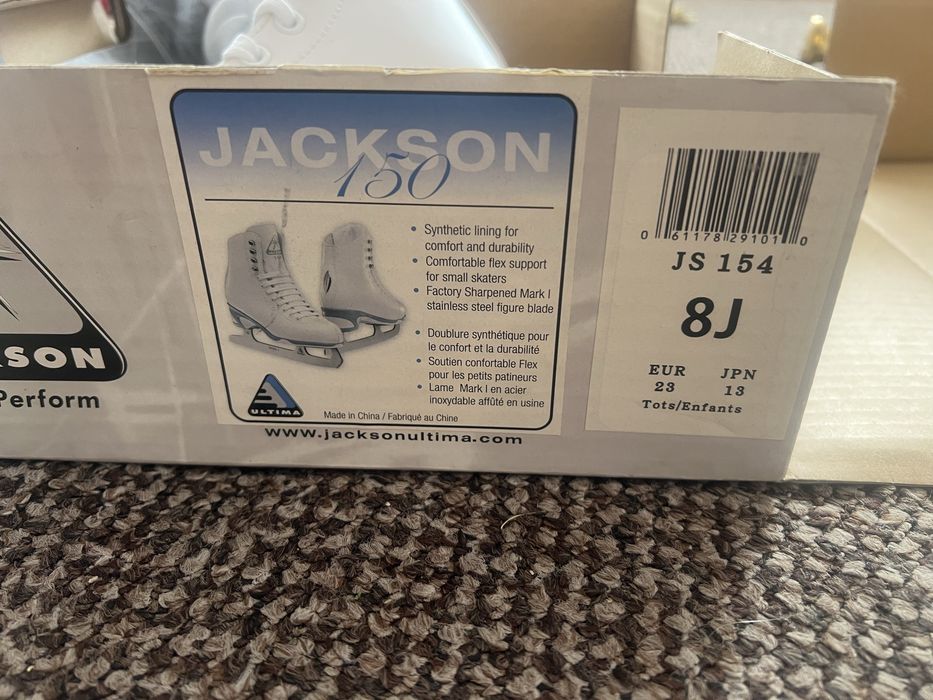 JACKSON
150
• Synthetic lining for
comfort and durability
• Comfortable flex support
for small skaters
• Factory Sharpened Mark I
stainless steel figure blade
• Doublure synthétique pour
le confort et la durabilité
• Soutien confortable Flex
pour les petits patineurs
• Lame Mark I en acier
inoxydable affûté en usine
ULTIMA
Made in China / Fabriqué au Chine
www.jacksonultima.com
0 61178 29101 0
JS 154
8J
EUR JPN
23 13
Tots/Enfants
SON
Perform